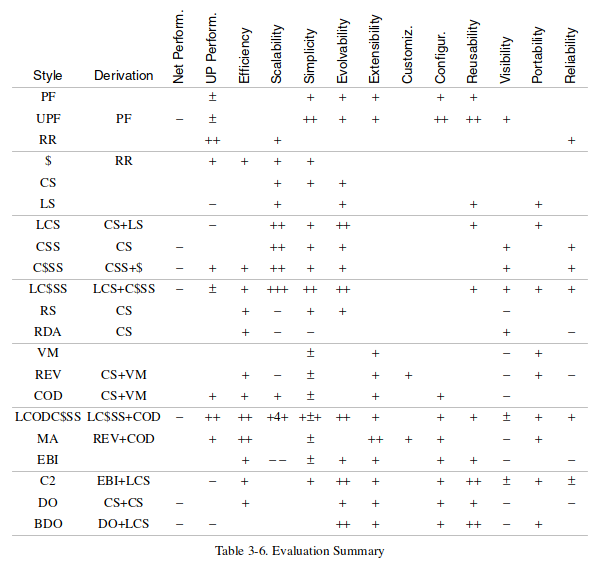 Style Derivation Net Perform. UP Perform. Efficiency Scalability Simplicity Evolvability Extensibility Customiz. Configur. Reusability Visibility Portability Reliability
PF ± + + + + +
UPF PF − ± ++ + + ++ ++ +
RR ++ + +
$ RR + + + +
CS + + +
LS − + + + +
LCS CS+LS − ++ + ++ + +
CSS CS − ++ + + + +
C$SS CSS+$ − + + ++ + + + +
LC$SS LCS+C$SS − ± + +++ ++ ++ + + + +
RS CS + − + + −
RDA CS + − − + −
VM ± + − +
REV CS+VM + − ± + + − + −
COD CS+VM + + + ± + + −
LCODC$SS LC$SS+COD − ++ ++ +4+ +±+ ++ + + + ± + +
MA REV+COD + ++ ± ++ + + − +
EBI + −− ± + + + + − −
C2 EBI+LCS − + + ++ + + ++ ± + ±
DO CS+CS − + + + + + − −
BDO DO+LCS − − ++ + + ++ − +
Table 3-6. Evaluation Summary